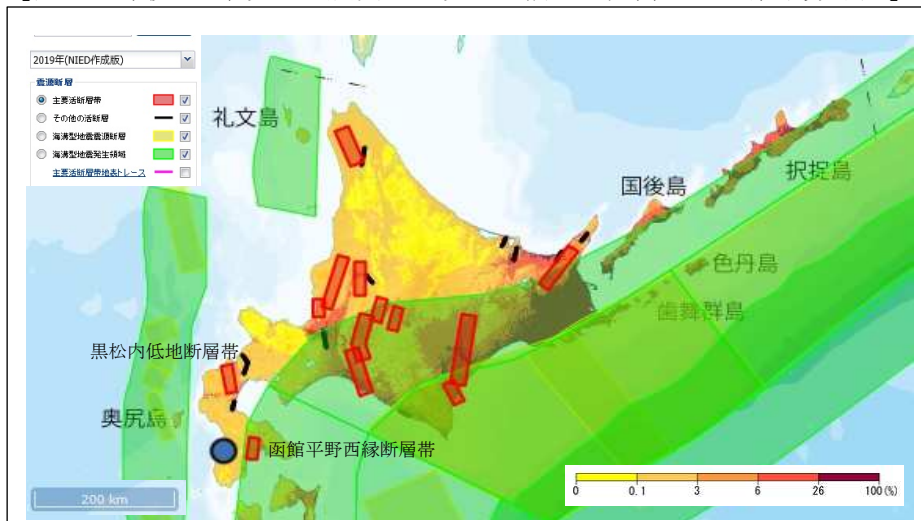 2019年(NIED作成版)
震源断層
主要活断層帯
その他の活断層
海溝型地震震源断層
海溝型地震発生領域
主要活断層帯地表トレース
礼文島
国後島
択捉島
色丹島
歯舞群島
黒松内低地断層帯
奥尻島
函館平野西縁断層帯
200 km
0 0.1 3 6 26 100(%)